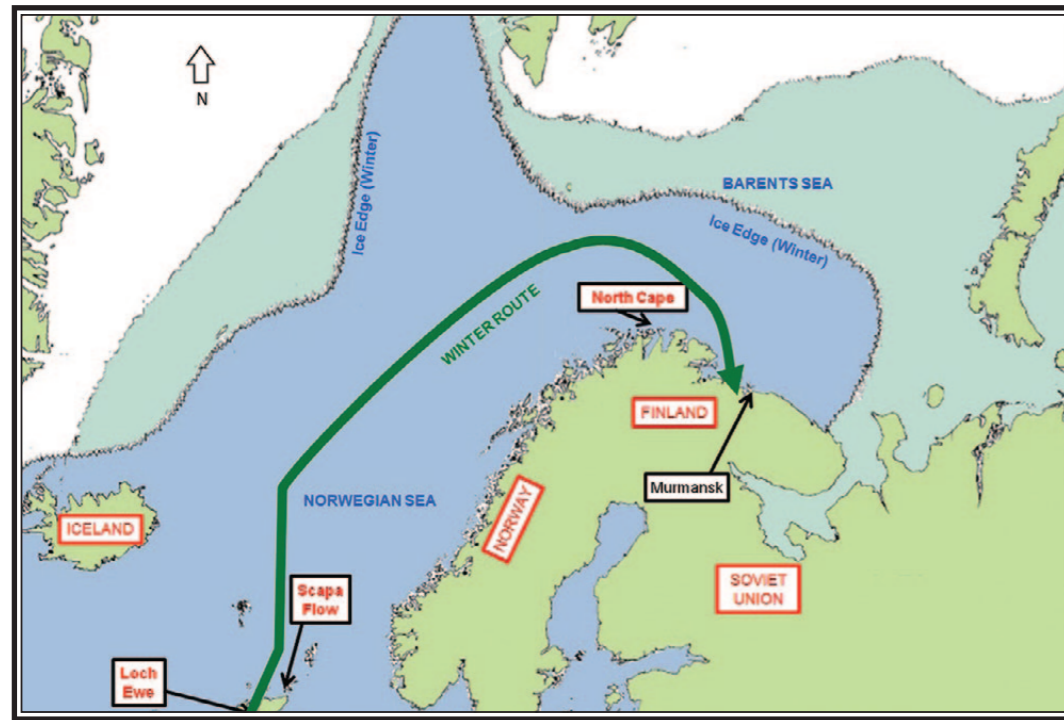 N
Ice Edge (Winter)
BARENTS SEA
Ice Edge (Winter)
North Cape
WINTER ROUTE
FINLAND
Murmansk
NORWEGIAN SEA
ICELAND
NORWAY
SOVIET
UNION
Scapa
Flow
Loch
Ewe